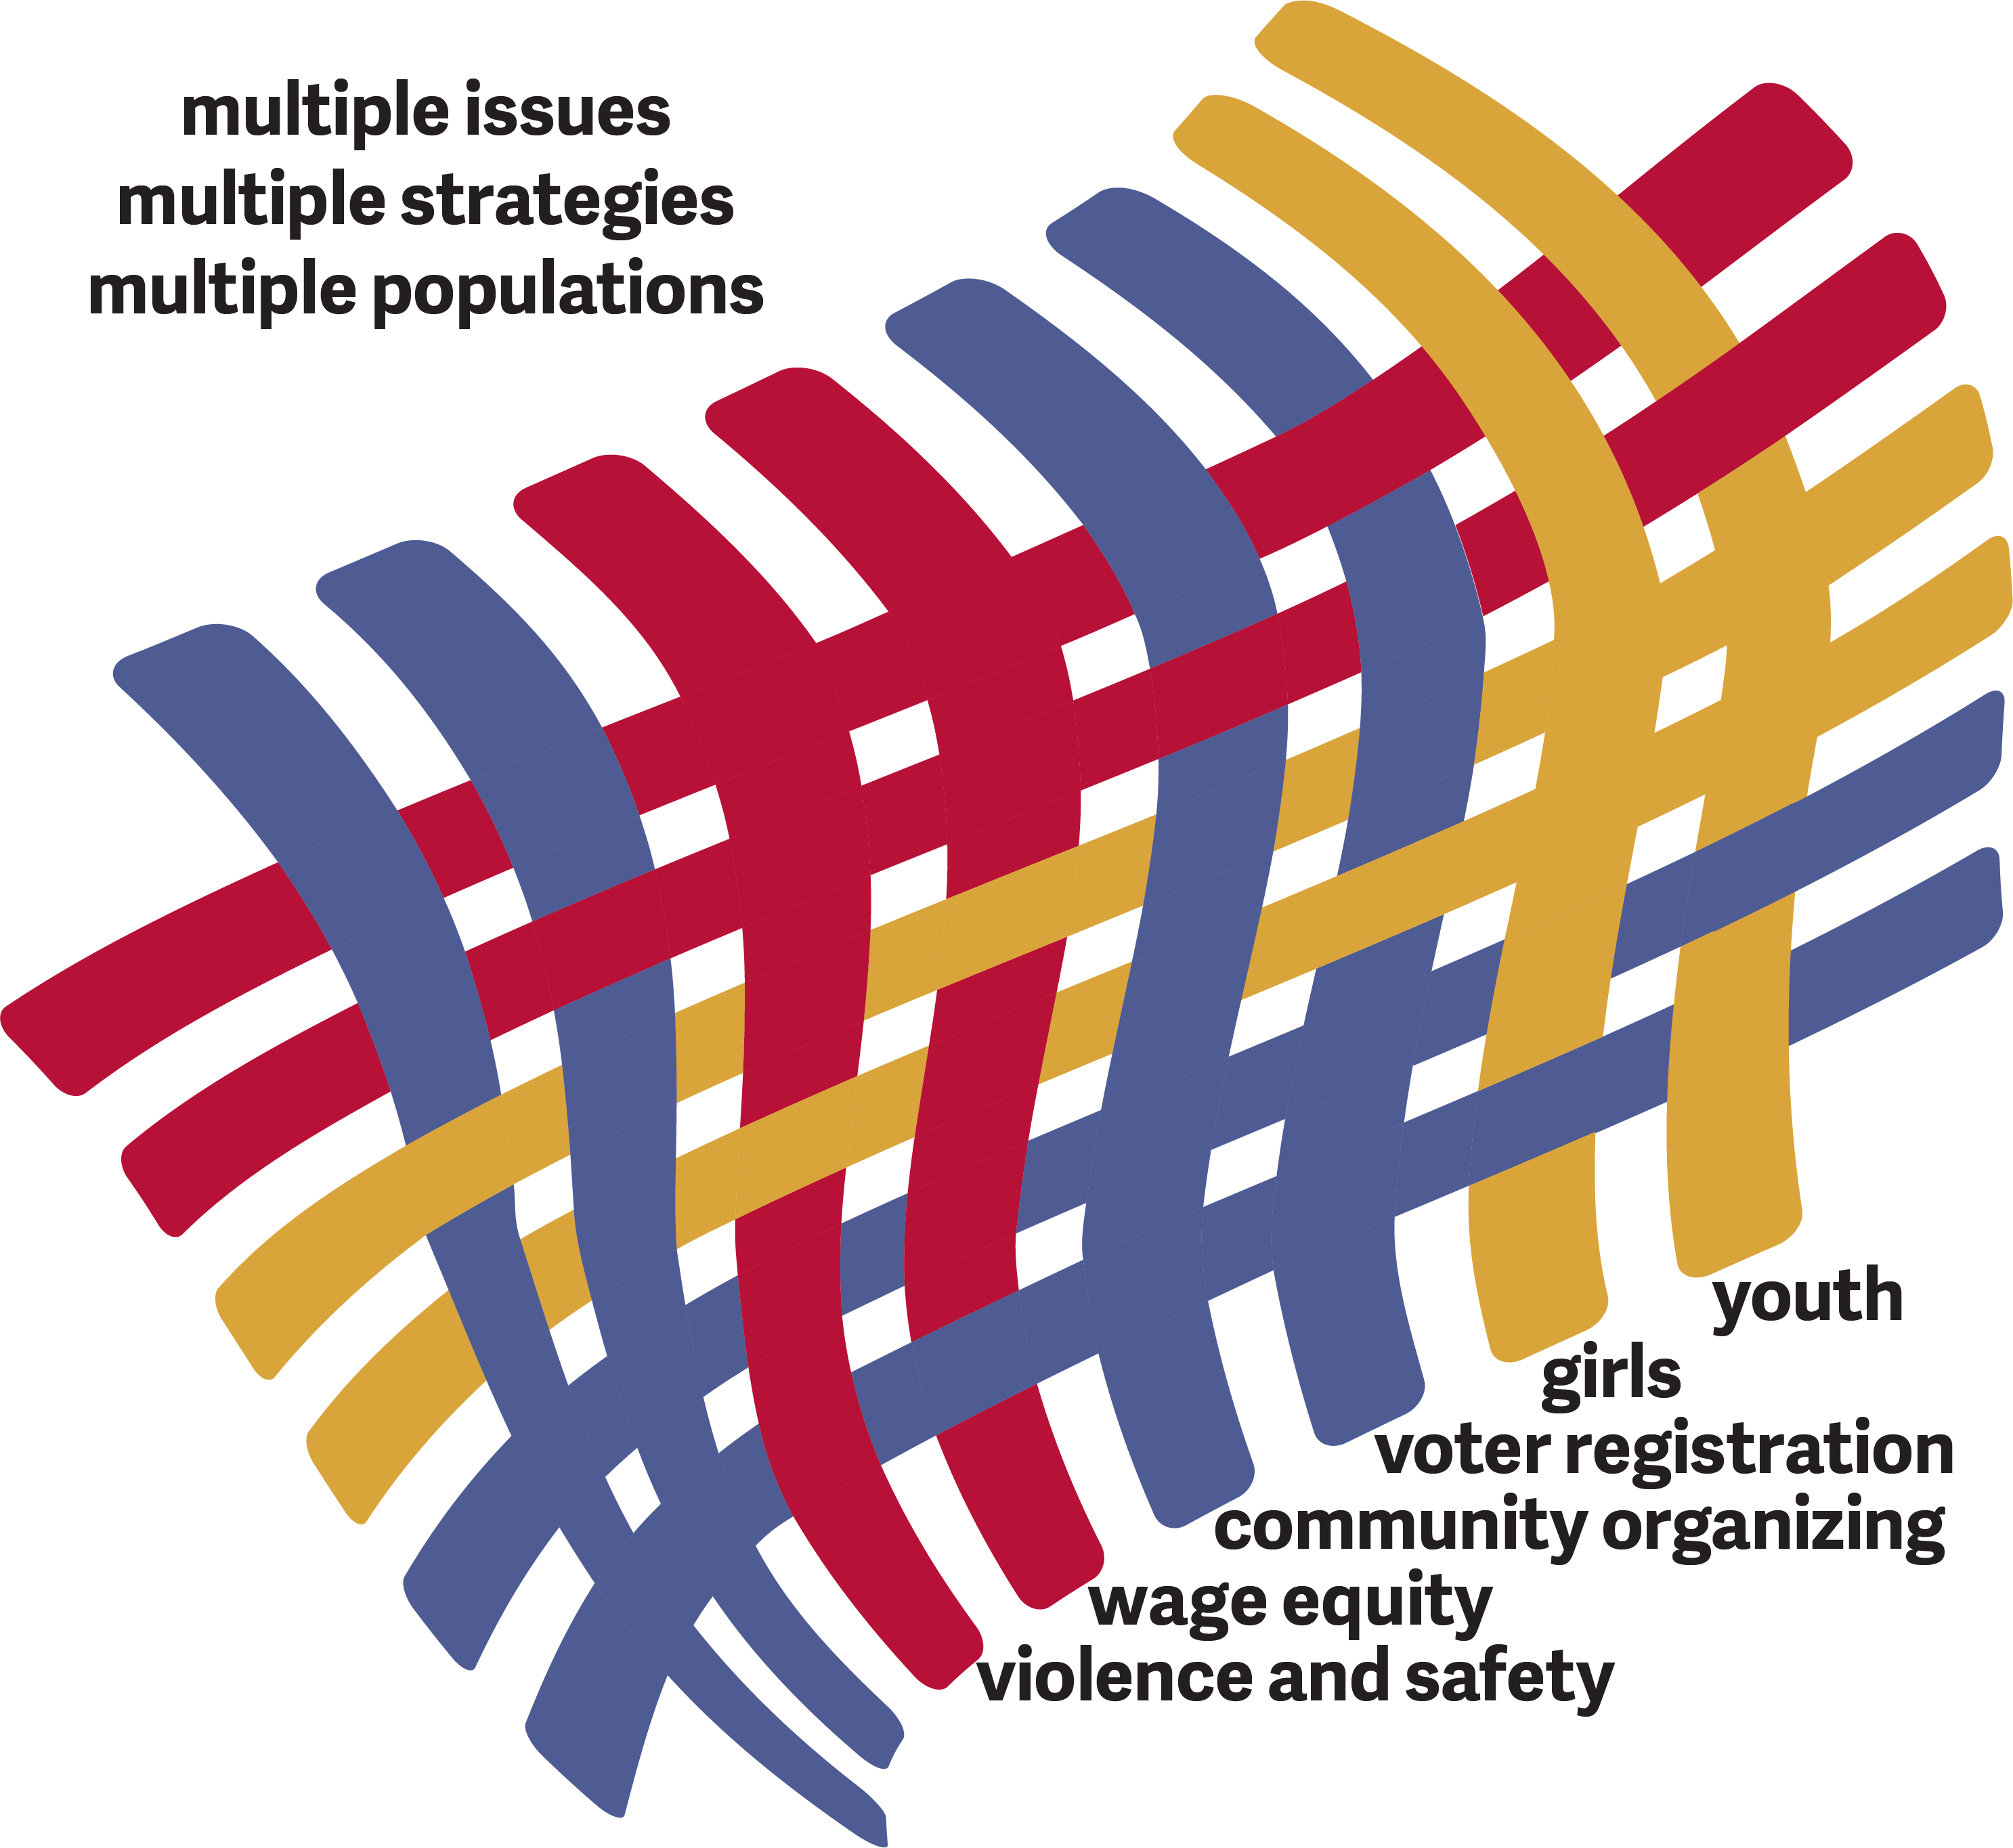 multiple issues
multiple strategies
multiple populations
youth
girls
voter registration
community organizing
wage equity
violence and safety